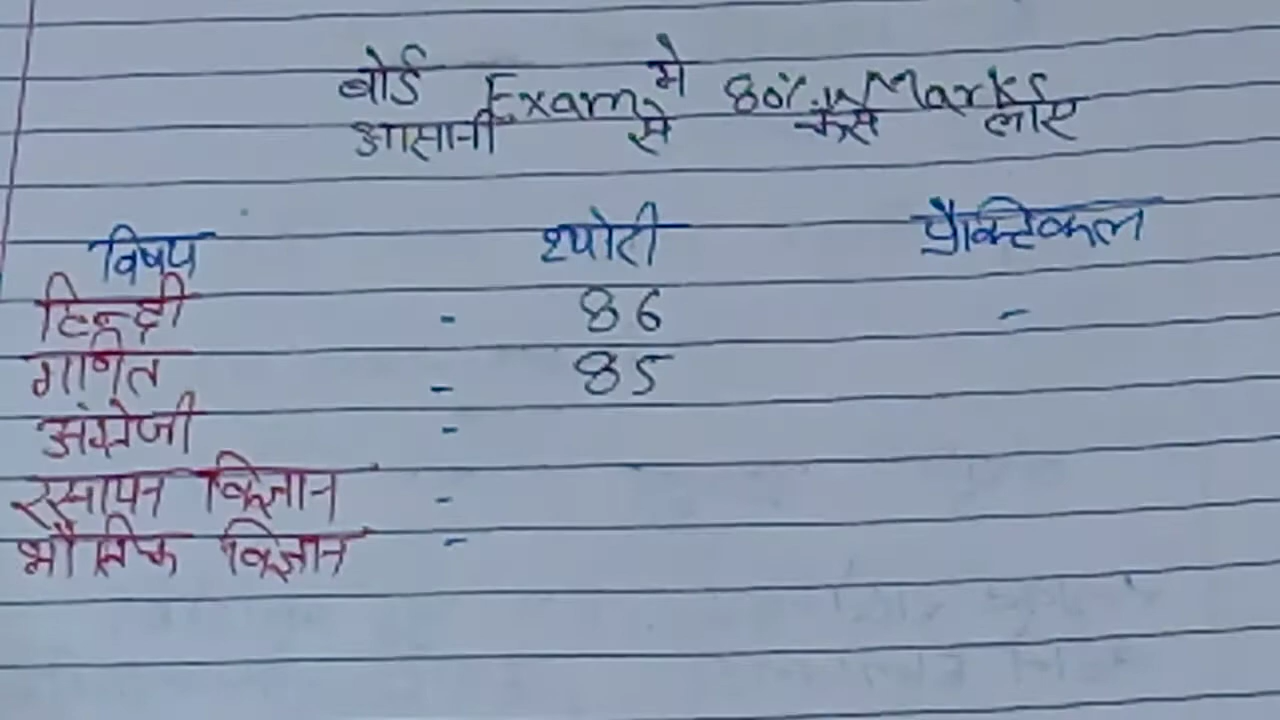 बोर्ड Exam में 80% Marks
आसानी से कैसे लाए
विषय थ्योरी प्रैक्टिकल
हिन्दी - 86 -
गणित - 85
अंग्रेजी -
रसायन विज्ञान -
भौतिक विज्ञान -